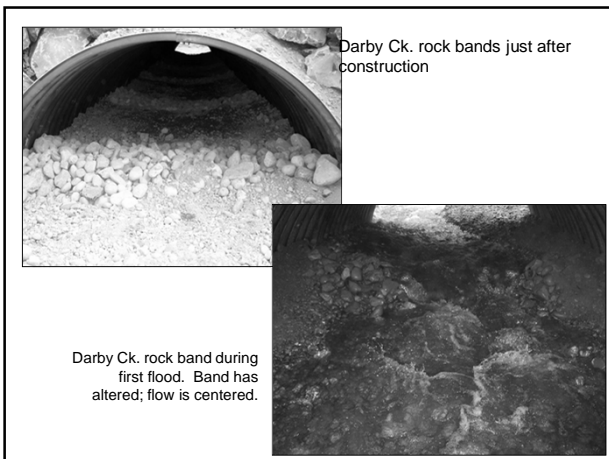 Darby Ck. rock bands just after
construction
Darby Ck. rock band during
first flood. Band has
altered; flow is centered.